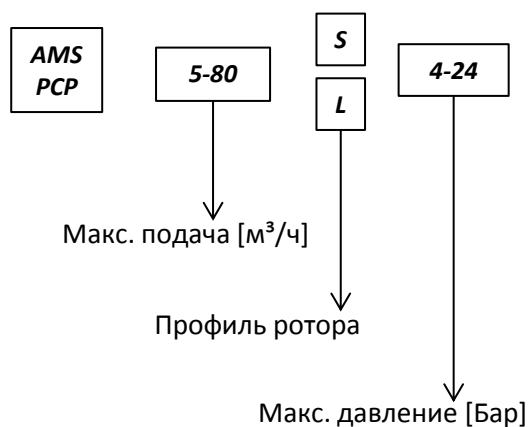 AMS
PCP
5-80
S
L
4-24
Макс. подача [м³/ч]
Профиль ротора
Макс. давление [Бар]